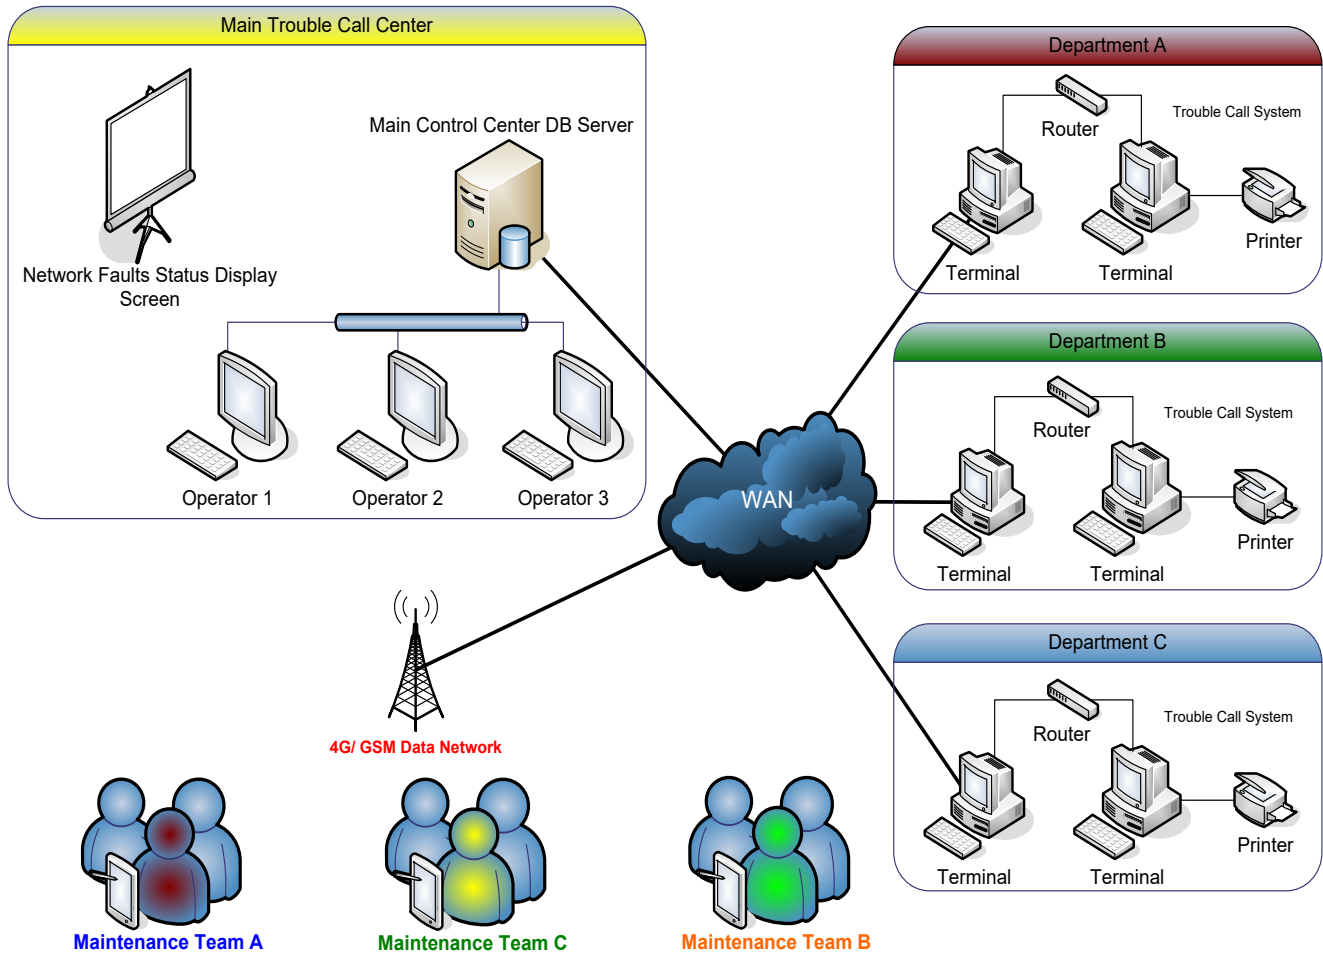 Main Trouble Call Center
Main Control Center DB Server
Network Faults Status Display
Screen
Operator 1
Operator 2
Operator 3
WAN
Department A
Trouble Call System
Router
Terminal
Terminal
Printer
Department B
Trouble Call System
Router
Terminal
Terminal
Printer
Department C
Trouble Call System
Router
Terminal
Terminal
Printer
4G/ GSM Data Network
Maintenance Team A
Maintenance Team C
Maintenance Team B